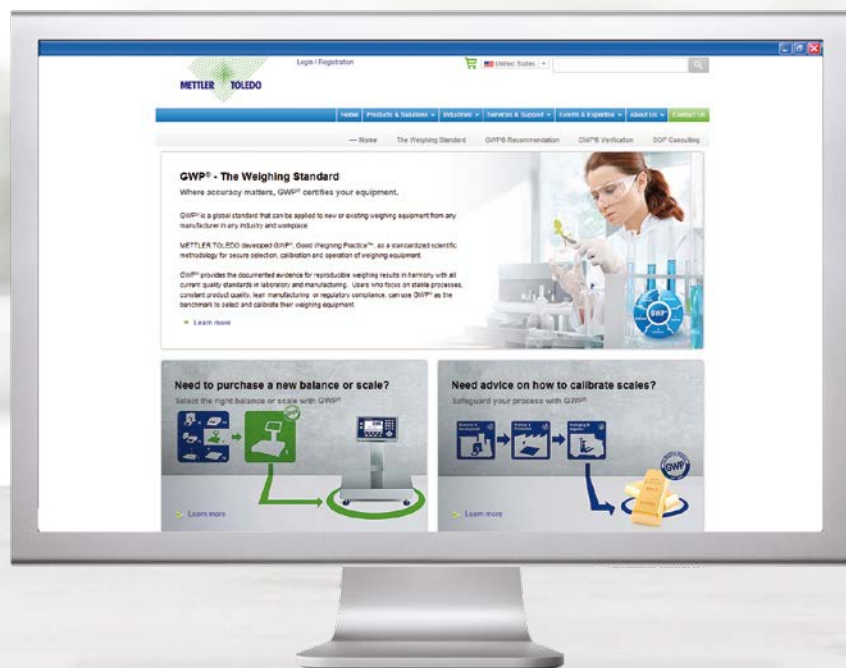 Login / Registration
United States
METTLER TOLEDO
Home Products & Solutions Industries Services & Support Events & Expertise About Us Contact Us
— Home The Weighing Standard GWP® Recommendation GWP® Verification SOP Consulting
GWP® - The Weighing Standard
Where accuracy matters, GWP® certifies your equipment.
GWP® is a global standard that can be applied to new or existing weighing equipment from any
manufacturer in any industry and workplace
METTLER TOLEDO developed GWP®, Good Weighing Practice™, as a standardized scientific
methodology for secure selection, calibration and operation of weighing equipment.
GWP® provides the documented evidence for reproducible weighing results in harmony with all
current quality standards in laboratory and manufacturing. Users who focus on stable processes,
constant product quality, lean manufacturing, or regulatory compliance, can use GWP® as the
benchmark to select and calibrate their weighing equipment.
Learn more
GWP®
Need to purchase a new balance or scale?
Select the right balance or scale with GWP®
Learn more
Need advice on how to calibrate scales?
Safeguard your process with GWP®
GWP
Learn more